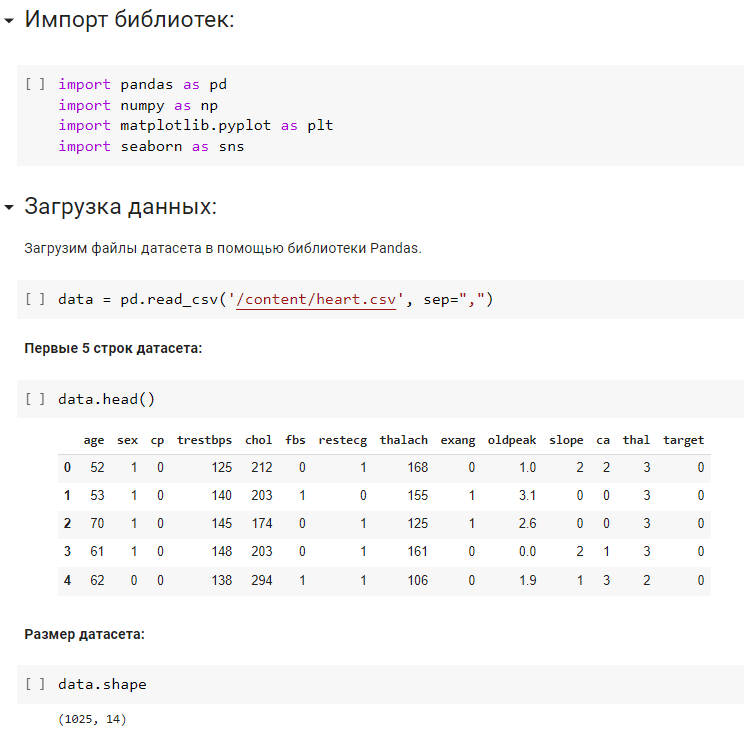 Импорт библиотек:
[ ] import pandas as pd
import numpy as np
import matplotlib.pyplot as plt
import seaborn as sns
Загрузка данных:
Загрузим файлы датасета в помощью библиотеки Pandas.
[ ] data = pd.read_csv('/content/heart.csv', sep=",")
Первые 5 строк датасета:
[ ] data.head()
age sex cp trestbps chol fbs restecg thalach exang oldpeak slope ca thal target
0 52 1 0 125 212 0 1 168 0 1.0 2 2 3 0
1 53 1 0 140 203 1 0 155 1 3.1 0 0 3 0
2 70 1 0 145 174 0 1 125 1 2.6 0 0 3 0
3 61 1 0 148 203 0 1 161 0 0.0 2 1 3 0
4 62 0 0 138 294 1 1 106 0 1.9 1 3 2 0
Размер датасета:
[ ] data.shape
(1025, 14)